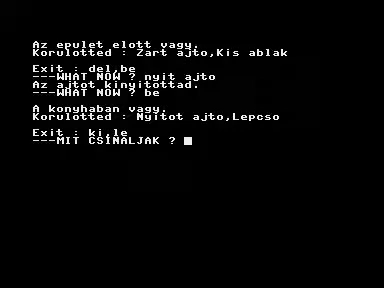 Az epulet elott vagy.
Korulotted : Zart ajto,Kis ablak
Exit : del,be
---WHAT NOW ? nyit ajto
Az ajtot kinyitottad.
---WHAT NOW ? be
A konyhaban vagy.
Korulotted : Nyitot ajto,Lepcso
Exit : ki,le
---MIT CSINALJAK ?